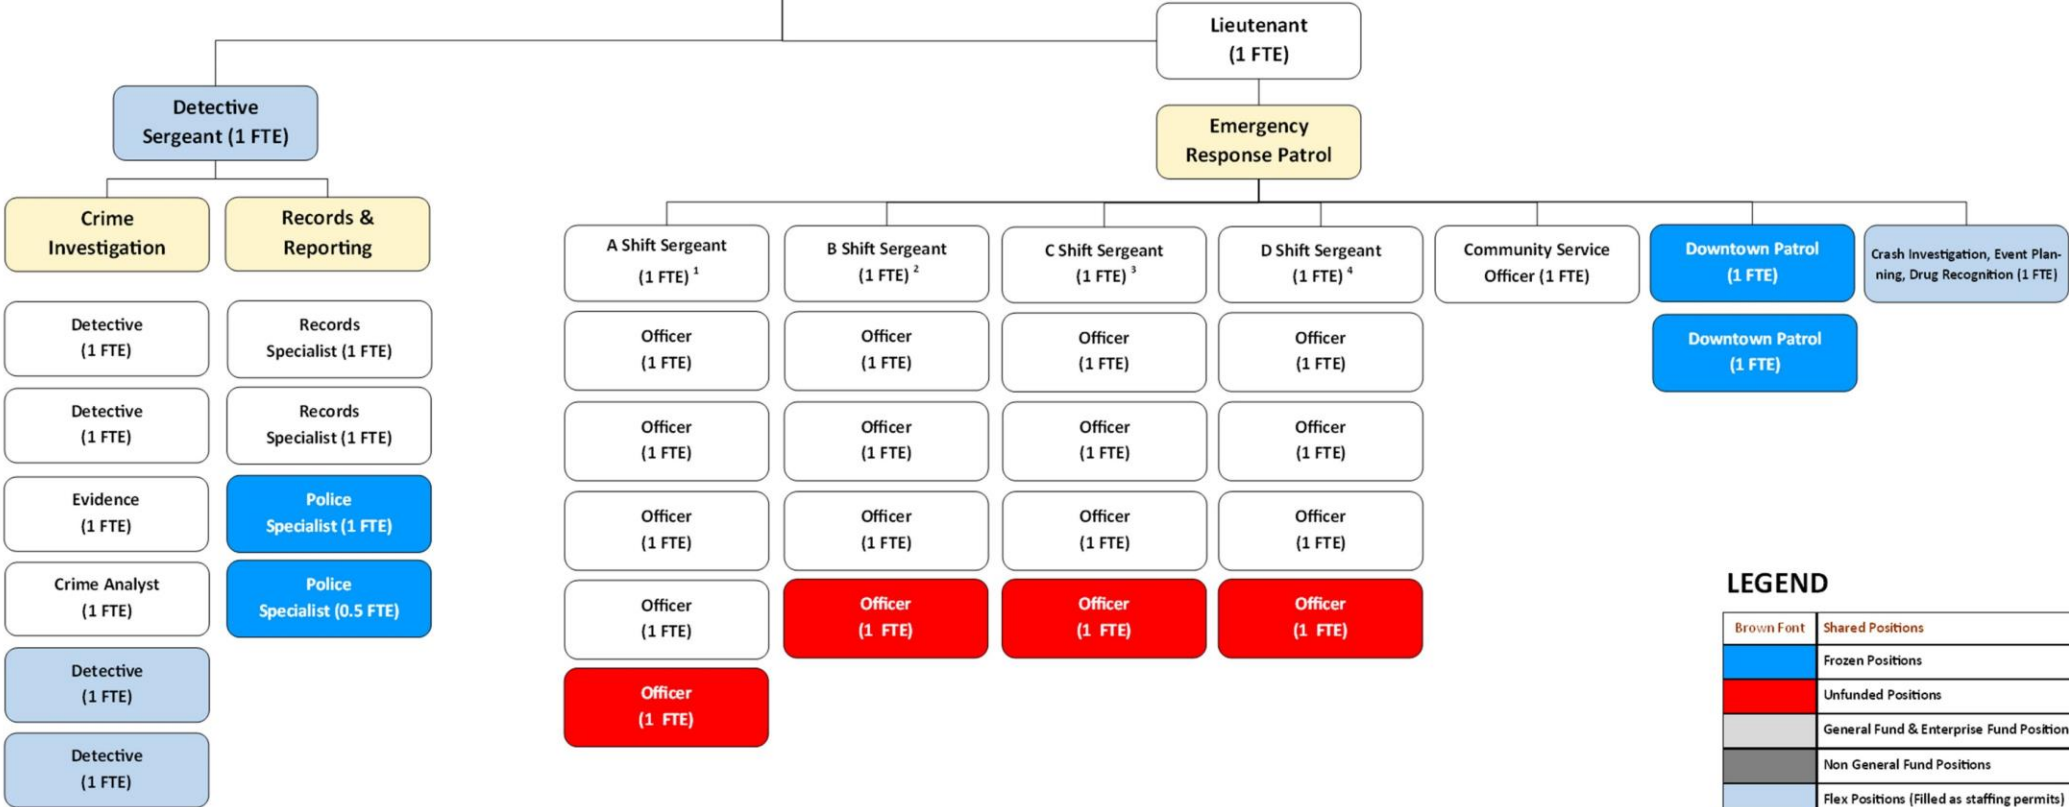 Lieutenant
(1 FTE)
Detective
Sergeant (1 FTE)
Emergency
Response Patrol
Crime
Investigation
Records &
Reporting
A Shift Sergeant
(1 FTE) 1
B Shift Sergeant
(1 FTE) 2
C Shift Sergeant
(1 FTE) 3
D Shift Sergeant
(1 FTE) 4
Community Service
Officer (1 FTE)
Downtown Patrol
(1 FTE)
Crash Investigation, Event Plan-
ning, Drug Recognition (1 FTE)
Detective
(1 FTE)
Records
Specialist (1 FTE)
Officer
(1 FTE)
Officer
(1 FTE)
Officer
(1 FTE)
Officer
(1 FTE)
Downtown Patrol
(1 FTE)
Detective
(1 FTE)
Records
Specialist (1 FTE)
Officer
(1 FTE)
Officer
(1 FTE)
Officer
(1 FTE)
Officer
(1 FTE)
Evidence
(1 FTE)
Police
Specialist (1 FTE)
Officer
(1 FTE)
Officer
(1 FTE)
Officer
(1 FTE)
Officer
(1 FTE)
Crime Analyst
(1 FTE)
Police
Specialist (0.5 FTE)
Officer
(1 FTE)
Officer
(1 FTE)
Officer
(1 FTE)
Officer
(1 FTE)
Detective
(1 FTE)
Officer
(1 FTE)
Detective
(1 FTE)
LEGEND
Brown Font Shared Positions
Frozen Positions
Unfunded Positions
General Fund & Enterprise Fund Position
Non General Fund Positions
Flex Positions (Filled as staffing permits)